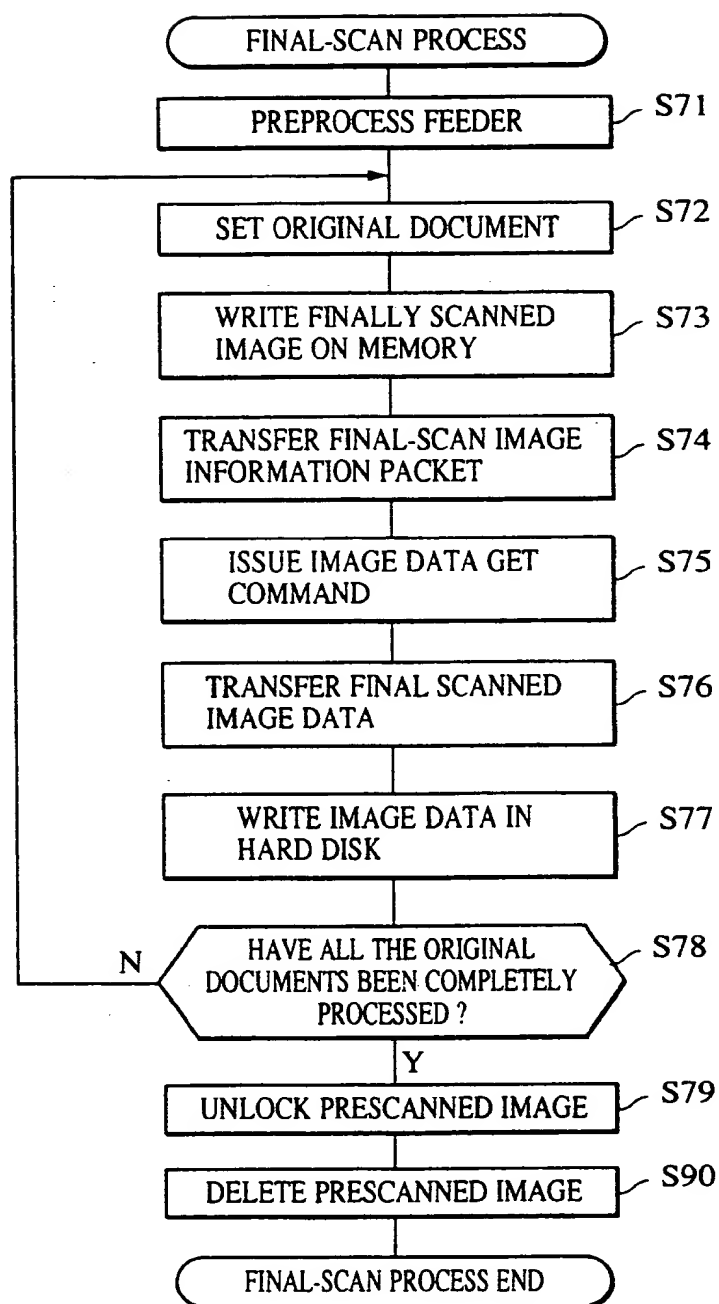 FINAL-SCAN PROCESS
PREPROCESS FEEDER
S71
SET ORIGINAL DOCUMENT
S72
WRITE FINALLY SCANNED
IMAGE ON MEMORY
S73
TRANSFER FINAL-SCAN IMAGE
INFORMATION PACKET
S74
ISSUE IMAGE DATA GET
COMMAND
S75
TRANSFER FINAL SCANNED
IMAGE DATA
S76
WRITE IMAGE DATA IN
HARD DISK
S77
HAVE ALL THE ORIGINAL
DOCUMENTS BEEN COMPLETELY
PROCESSED ?
S78
N
Y
UNLOCK PRESCANNED IMAGE
S79
DELETE PRESCANNED IMAGE
S90
FINAL-SCAN PROCESS END